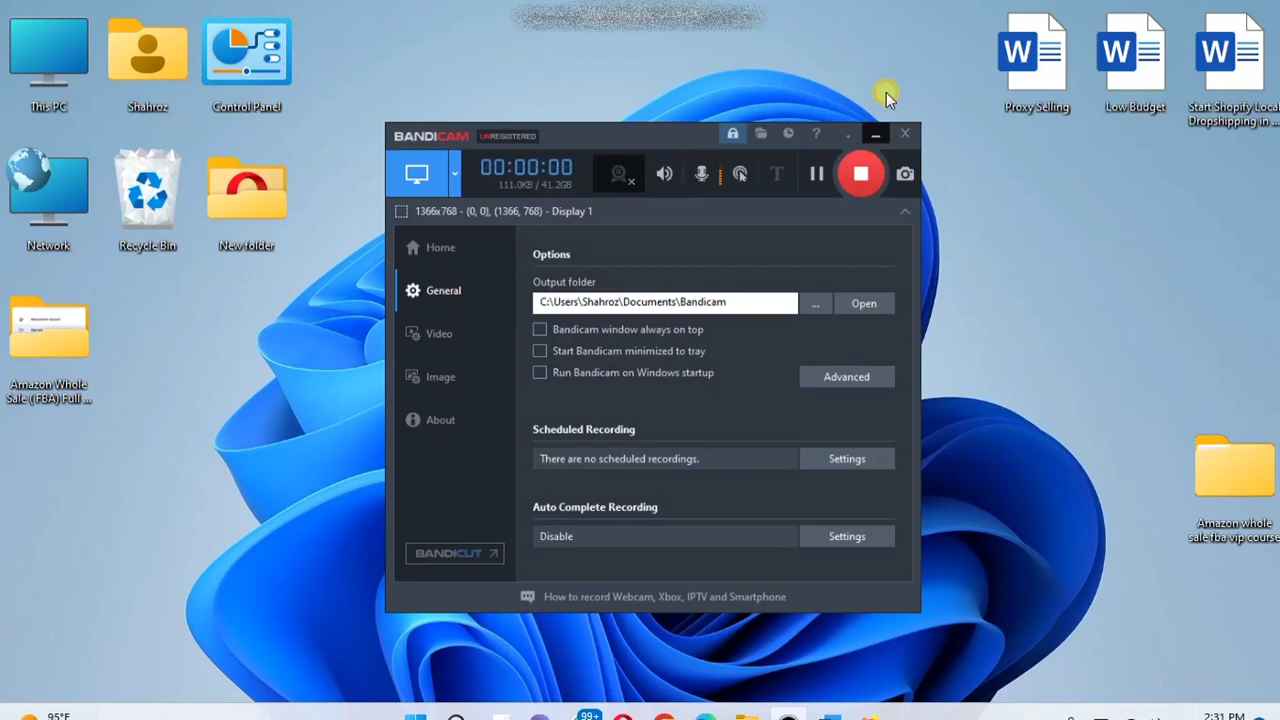 This PC
Shahroz
Control Panel
Proxy Selling
Low Budget
Start Shopify Local
Dropshipping in ...
Network
Recycle Bin
New folder
Amazon Whole
Sale ( FBA) Full ...
Amazon whole
sale fba vip course
BANDICAM UNREGISTERED
00:00:00
111.0KB / 41.2GB
1366x768 - (0, 0), (1366, 768) - Display 1
Home
General
Video
Image
About
BANDICUT
Options
Output folder
C:\Users\Shahroz\Documents\Bandicam
...
Open
Bandicam window always on top
Start Bandicam minimized to tray
Run Bandicam on Windows startup
Advanced
Scheduled Recording
There are no scheduled recordings.
Settings
Auto Complete Recording
Disable
Settings
How to record Webcam, Xbox, IPTV and Smartphone
95°F
99+
2:31 PM